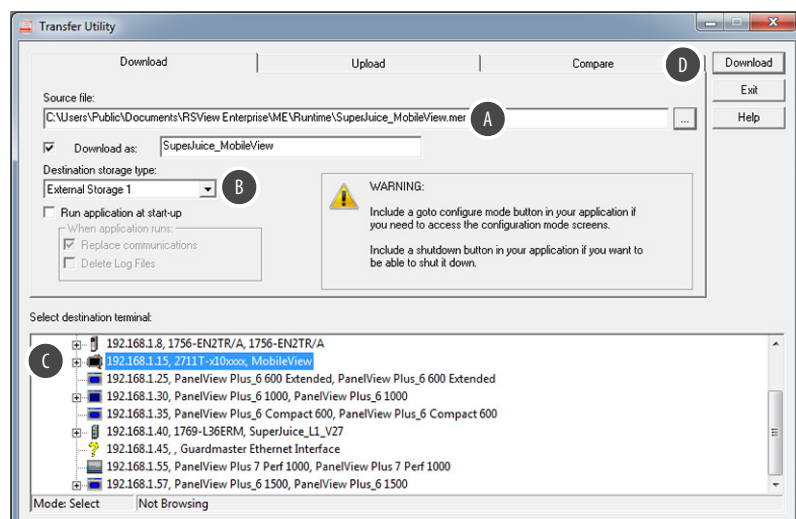 Transfer Utility
Download
Upload
Compare
D
Download
Exit
Help
Source file:
C:\Users\Public\Documents\RSView Enterprise\ME\Runtime\SuperJuice_MobileView.mer
A
...
Download as:
SuperJuice_MobileView
Destination storage type:
External Storage 1
B
Run application at start-up
When application runs:
Replace communications
Delete Log Files
WARNING:
Include a goto configure mode button in your application if
you need to access the configuration mode screens.
Include a shutdown button in your application if you want to
be able to shut it down.
Select destination terminal:
192.168.1.8, 1756-EN2TR/A, 1756-EN2TR/A
C
192.168.1.15, 2711T-x10xxxx, MobileView
192.168.1.25, PanelView Plus_6 600 Extended, PanelView Plus_6 600 Extended
192.168.1.30, PanelView Plus_6 1000, PanelView Plus_6 1000
192.168.1.35, PanelView Plus_6 Compact 600, PanelView Plus_6 Compact 600
192.168.1.40, 1769-L36ERM, SuperJuice_L1_V27
192.168.1.45, , Guardmaster Ethernet Interface
192.168.1.55, PanelView Plus 7 Perf 1000, PanelView Plus 7 Perf 1000
192.168.1.57, PanelView Plus_6 1500, PanelView Plus_6 1500
Mode: Select
Not Browsing